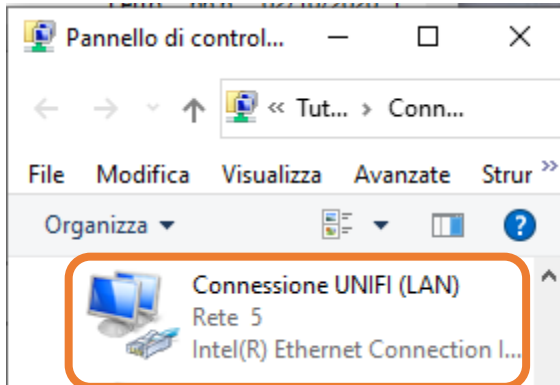 Pannello di control...
« Tut... > Conn...
File Modifica Visualizza Avanzate Strur »
Organizza
Connessione UNIFI (LAN)
Rete 5
Intel(R) Ethernet Connection I...